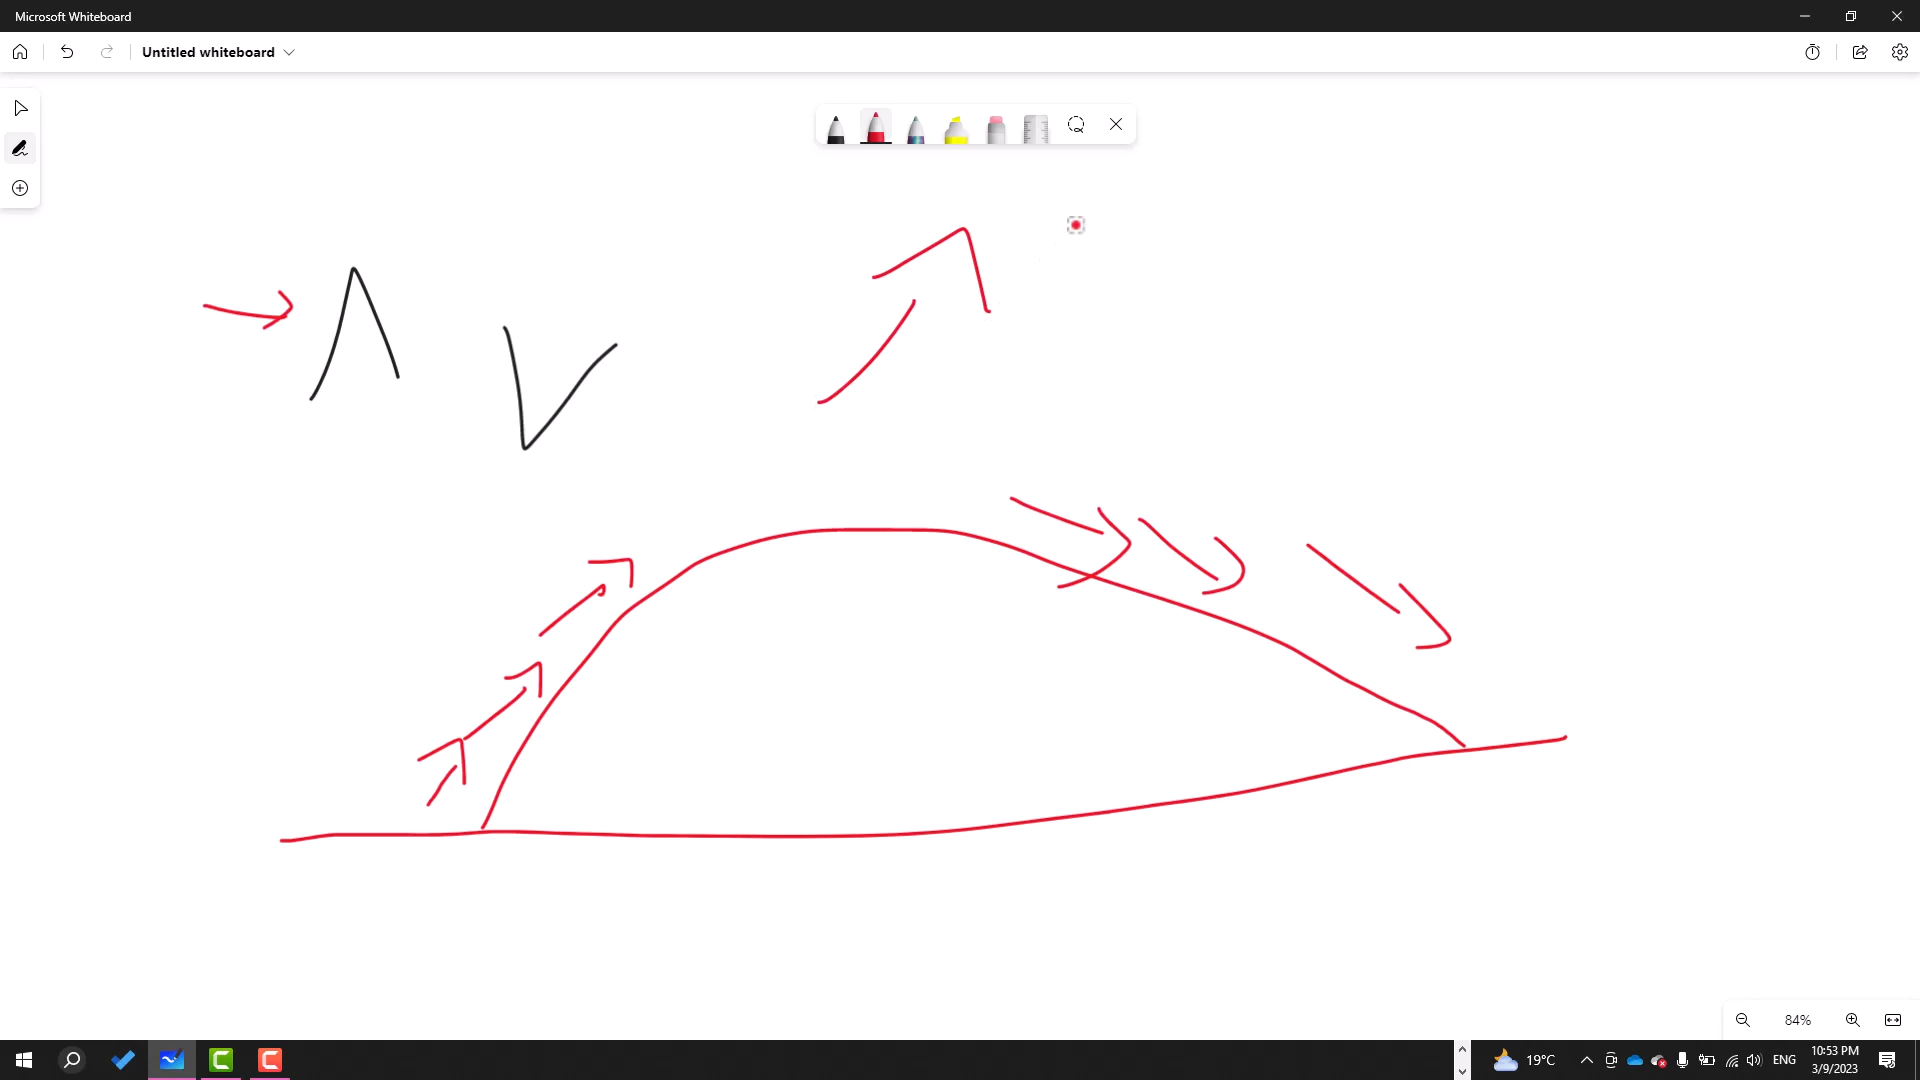 Microsoft Whiteboard
Untitled whiteboard
84%
19°C
ENG
10:53 PM
3/9/2023